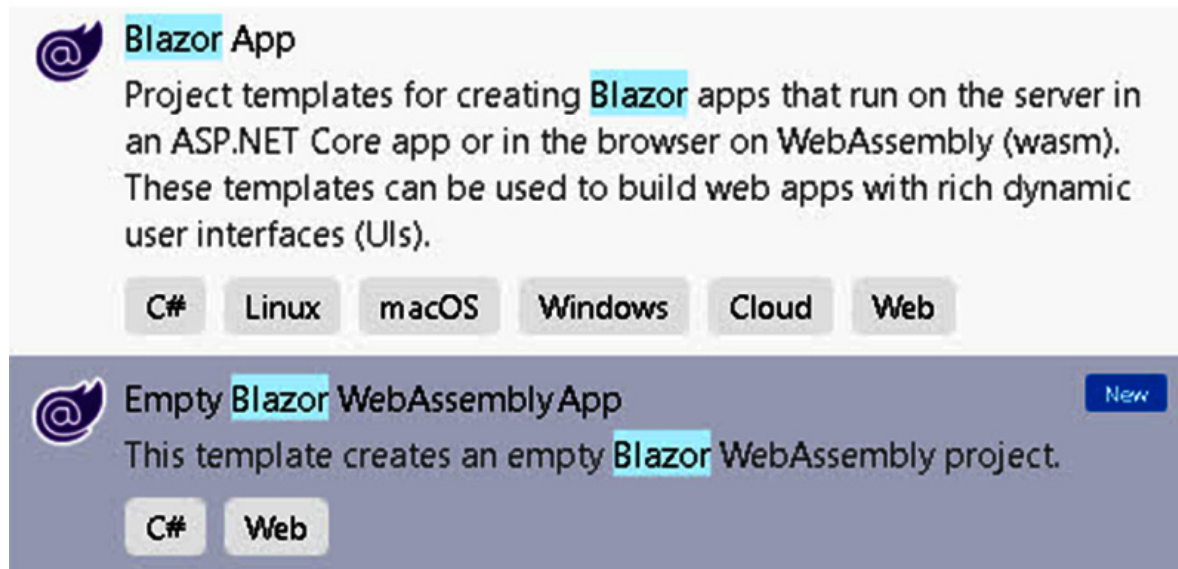 Blazor App
Project templates for creating Blazor apps that run on the server in
an ASP.NET Core app or in the browser on WebAssembly (wasm).
These templates can be used to build web apps with rich dynamic
user interfaces (UIs).
C# Linux macOS Windows Cloud Web
Empty Blazor WebAssembly App New
This template creates an empty Blazor WebAssembly project.
C# Web